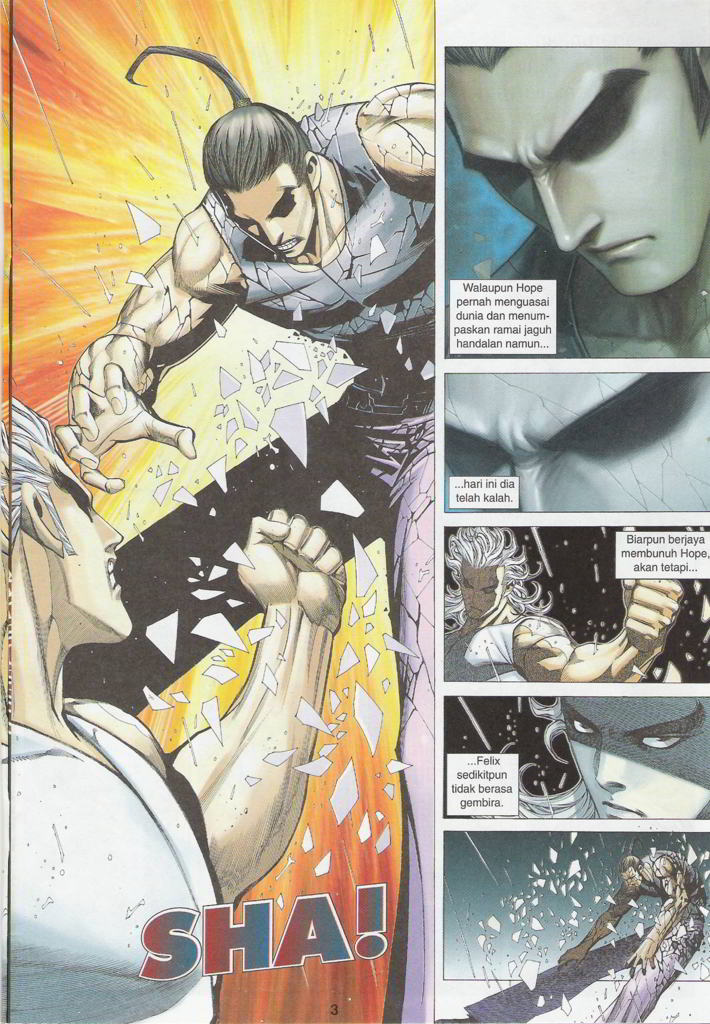 SHA!
Walaupun Hope
pernah menguasai
dunia dan menum-
paskan ramai jaguh
handalan namun...
...hari ini dia
telah kalah.
Biarpun berjaya
membunuh Hope,
akan tetapi...
...Felix
sedikitpun
tidak berasa
gembira.
3